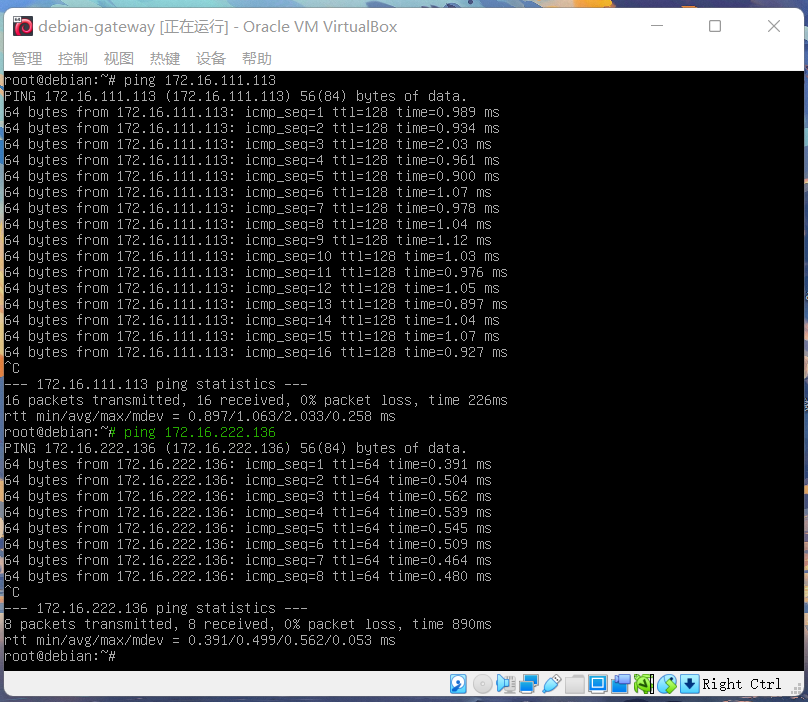 debian-gateway [正在运行] - Oracle VM VirtualBox
管理 控制 视图 热键 设备 帮助
root@debian:~# ping 172.16.111.113
PING 172.16.111.113 (172.16.111.113) 56(84) bytes of data.
64 bytes from 172.16.111.113: icmp_seq=1 ttl=128 time=0.989 ms
64 bytes from 172.16.111.113: icmp_seq=2 ttl=128 time=0.934 ms
64 bytes from 172.16.111.113: icmp_seq=3 ttl=128 time=2.03 ms
64 bytes from 172.16.111.113: icmp_seq=4 ttl=128 time=0.961 ms
64 bytes from 172.16.111.113: icmp_seq=5 ttl=128 time=0.900 ms
64 bytes from 172.16.111.113: icmp_seq=6 ttl=128 time=1.07 ms
64 bytes from 172.16.111.113: icmp_seq=7 ttl=128 time=0.978 ms
64 bytes from 172.16.111.113: icmp_seq=8 ttl=128 time=1.04 ms
64 bytes from 172.16.111.113: icmp_seq=9 ttl=128 time=1.12 ms
64 bytes from 172.16.111.113: icmp_seq=10 ttl=128 time=1.03 ms
64 bytes from 172.16.111.113: icmp_seq=11 ttl=128 time=0.976 ms
64 bytes from 172.16.111.113: icmp_seq=12 ttl=128 time=1.05 ms
64 bytes from 172.16.111.113: icmp_seq=13 ttl=128 time=0.897 ms
64 bytes from 172.16.111.113: icmp_seq=14 ttl=128 time=1.04 ms
64 bytes from 172.16.111.113: icmp_seq=15 ttl=128 time=1.07 ms
64 bytes from 172.16.111.113: icmp_seq=16 ttl=128 time=0.927 ms
^C
--- 172.16.111.113 ping statistics ---
16 packets transmitted, 16 received, 0% packet loss, time 226ms
rtt min/avg/max/mdev = 0.897/1.063/2.033/0.258 ms
root@debian:~# ping 172.16.222.136
PING 172.16.222.136 (172.16.222.136) 56(84) bytes of data.
64 bytes from 172.16.222.136: icmp_seq=1 ttl=64 time=0.391 ms
64 bytes from 172.16.222.136: icmp_seq=2 ttl=64 time=0.504 ms
64 bytes from 172.16.222.136: icmp_seq=3 ttl=64 time=0.562 ms
64 bytes from 172.16.222.136: icmp_seq=4 ttl=64 time=0.539 ms
64 bytes from 172.16.222.136: icmp_seq=5 ttl=64 time=0.545 ms
64 bytes from 172.16.222.136: icmp_seq=6 ttl=64 time=0.509 ms
64 bytes from 172.16.222.136: icmp_seq=7 ttl=64 time=0.464 ms
64 bytes from 172.16.222.136: icmp_seq=8 ttl=64 time=0.480 ms
^C
--- 172.16.222.136 ping statistics ---
8 packets transmitted, 8 received, 0% packet loss, time 890ms
rtt min/avg/max/mdev = 0.391/0.499/0.562/0.053 ms
root@debian:~#
Right Ctrl